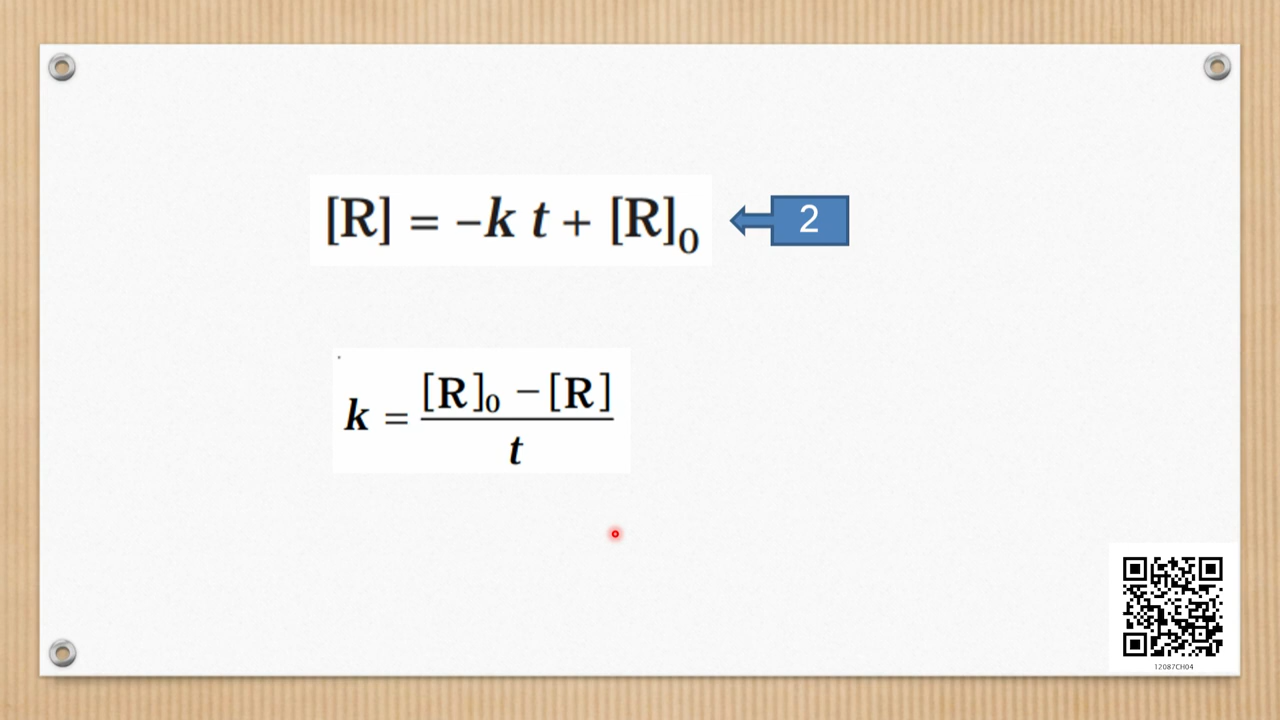 [R] = –k t + [R]₀
2
k = [R]₀ – [R] / t
12087CH04